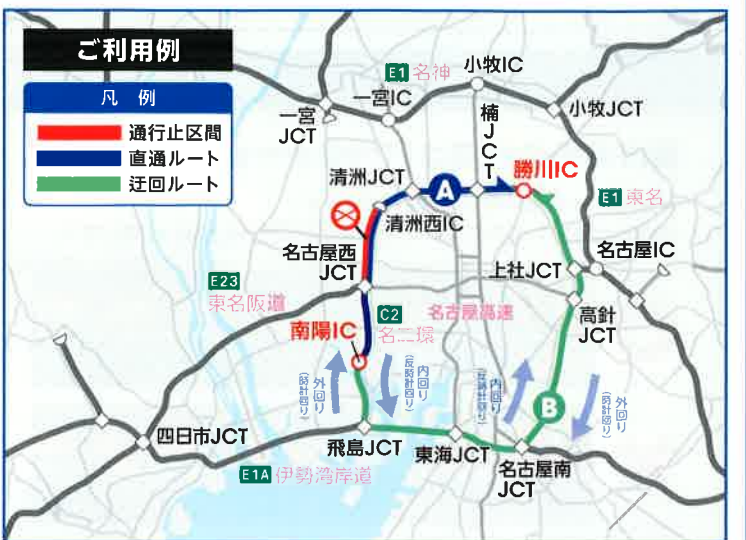 ご利用例
凡 例
通行止区間
直通ルート
迂回ルート
E1 名神
小牧IC
一宮IC
一宮
JCT
小牧JCT
楠JCT
清洲JCT
A
勝川IC
清洲西IC
E1 東名
名古屋西
JCT
名古屋IC
上社JCT
E23
東名阪道
C2
名二環
名古屋高速
高針
JCT
南陽IC
外回り
(時計回り)
内回り
(反時計回り)
内回り
(反時計回り)
B
外回り
(時計回り)
四日市JCT
飛島JCT
東海JCT
名古屋南
JCT
E1A 伊勢湾岸道